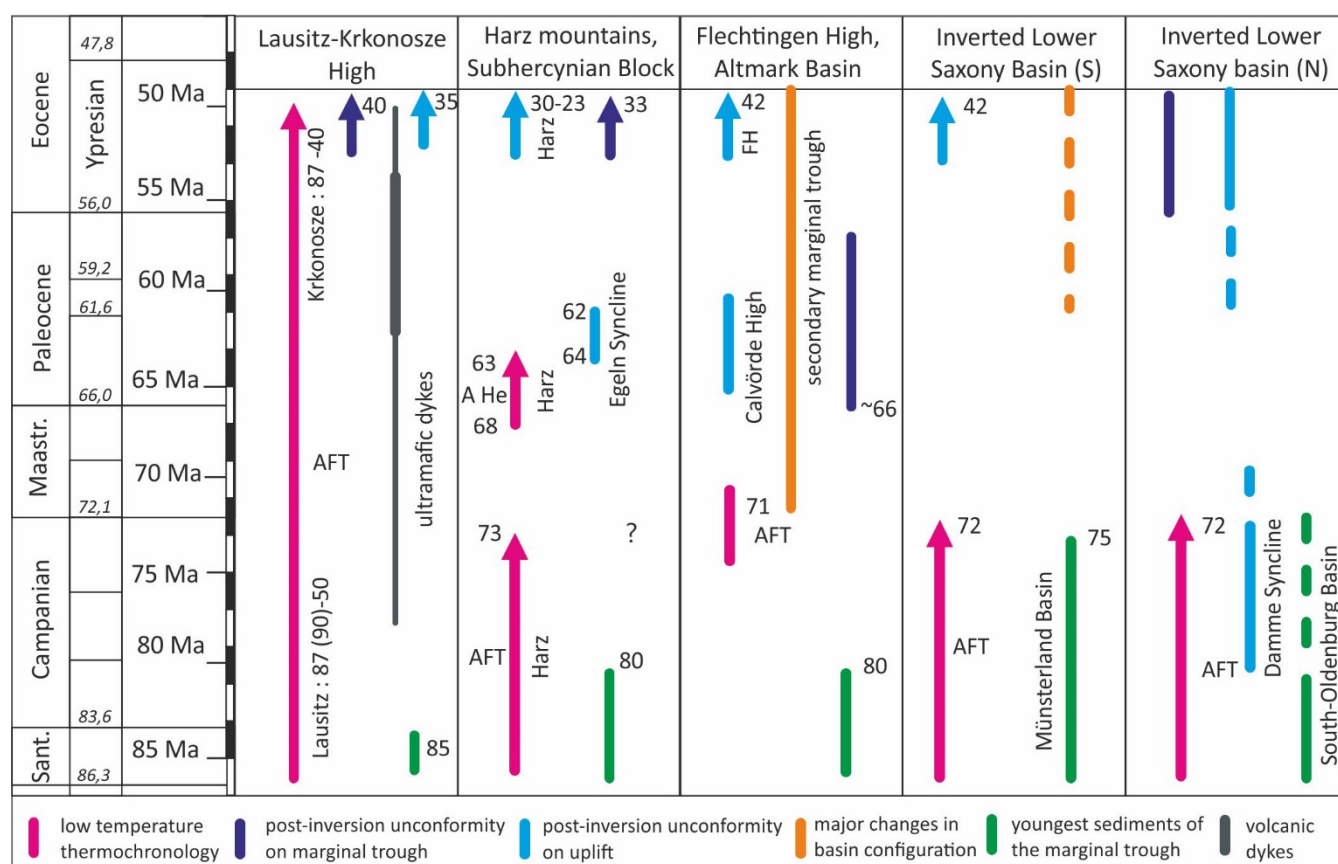 Lausitz-Krkonosze
High
Harz mountains,
Subhercynian Block
Flechtingen High,
Altmark Basin
Inverted Lower
Saxony Basin (S)
Inverted Lower
Saxony basin (N)
Eocene
Paleocene
Maastr.
Campanian
Sant.
Ypresian
47,8
56,0
59,2
61,6
66,0
72,1
83,6
86,3
50 Ma
55 Ma
60 Ma
65 Ma
70 Ma
75 Ma
80 Ma
85 Ma
40
35
Krkonosze : 87 -40
AFT
Lausitz : 87 (90)-50
ultramafic dykes
85
30-23
Harz
33
62
64
Egeln Syncline
63
A He
68
Harz
73
?
AFT
Harz
80
42
FH
secondary marginal trough
Calvörde High
~66
71
AFT
80
42
72
AFT
75
Münsterland Basin
72
AFT
Damme Syncline
South-Oldenburg Basin
low temperature
thermochronology
post-inversion unconformity
on marginal trough
post-inversion unconformity
on uplift
major changes in
basin configuration
youngest sediments of
the marginal trough
volcanic
dykes